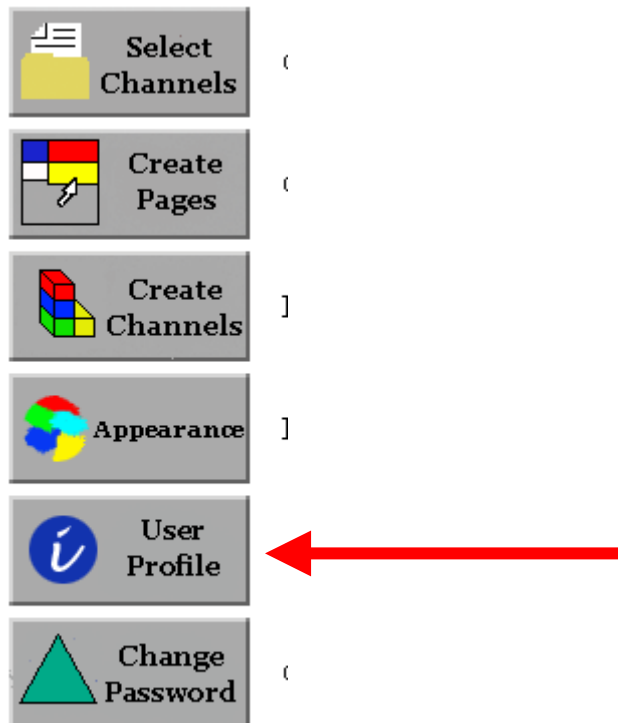 Select
Channels
Create
Pages
Create
Channels
Appearance
i
User
Profile
Change
Password